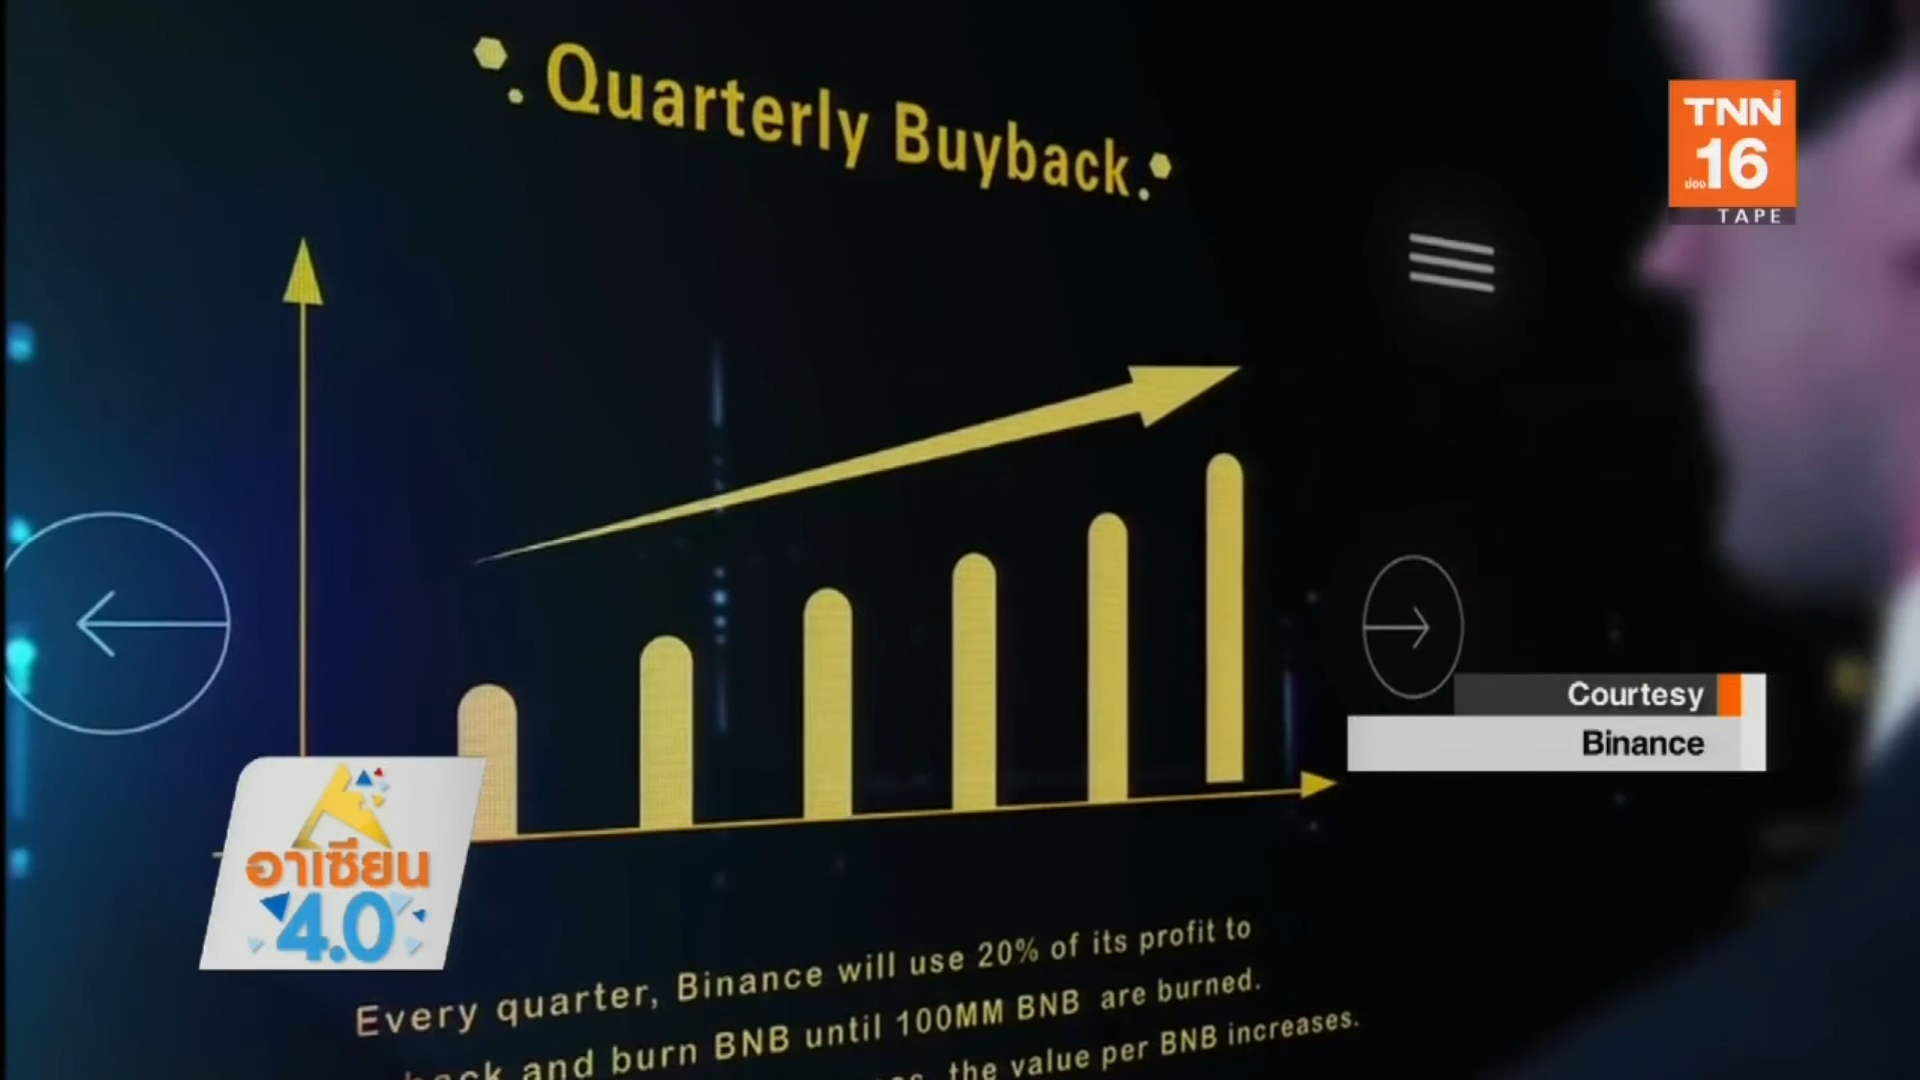 Quarterly Buyback
TNN
ช่อง16
TAPE
Courtesy
Binance
อาเซียน
4.0
Every quarter, Binance will use 20% of its profit to
and burn BNB until 100MM BNB are burned.
the value per BNB increases.